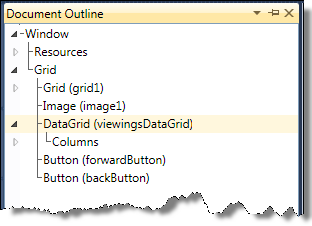 Document Outline
Window
Resources
Grid
Grid (grid1)
Image (image1)
DataGrid (viewingsDataGrid)
Columns
Button (forwardButton)
Button (backButton)